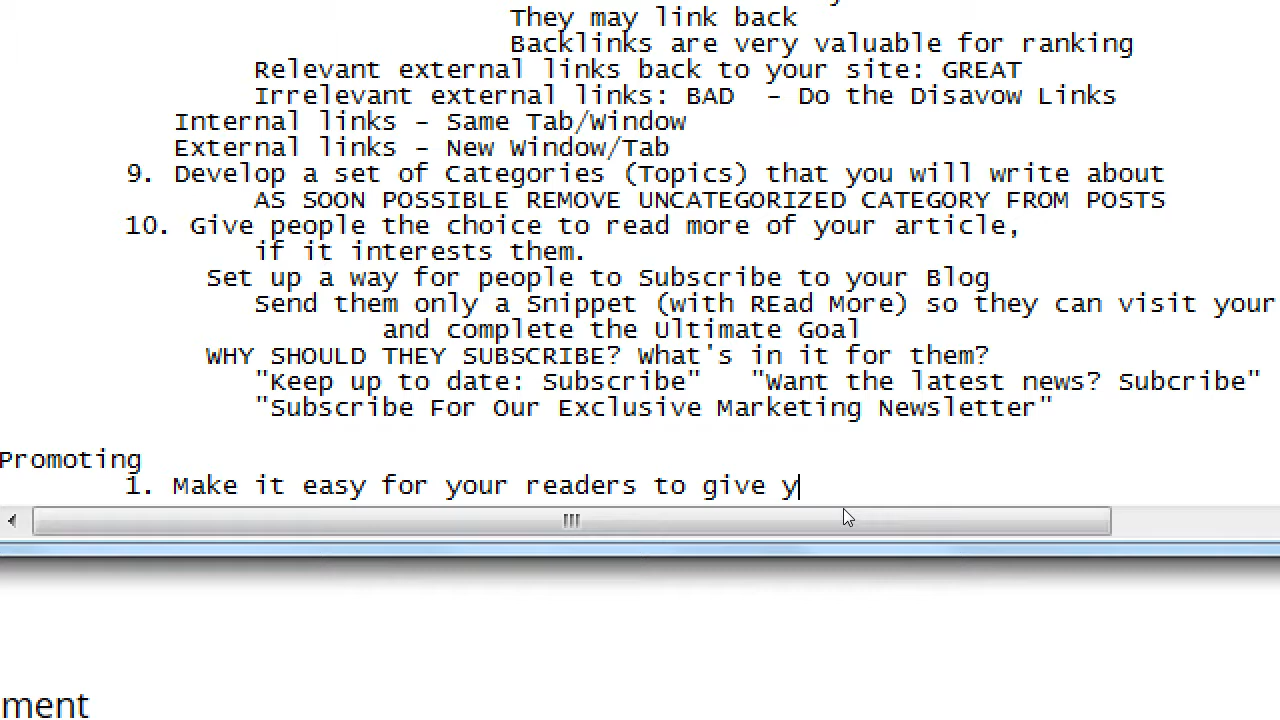 They may link back
Backlinks are very valuable for ranking
Relevant external links back to your site: GREAT
Irrelevant external links: BAD - Do the Disavow Links
Internal links - Same Tab/Window
External links - New Window/Tab
9. Develop a set of Categories (Topics) that you will write about
AS SOON POSSIBLE REMOVE UNCATEGORIZED CATEGORY FROM POSTS
10. Give people the choice to read more of your article,
if it interests them.
Set up a way for people to Subscribe to your Blog
Send them only a Snippet (with REad More) so they can visit your
and complete the Ultimate Goal
WHY SHOULD THEY SUBSCRIBE? What's in it for them?
"Keep up to date: Subscribe" "Want the latest news? Subcribe"
"Subscribe For Our Exclusive Marketing Newsletter"
Promoting
1. Make it easy for your readers to give y
ment